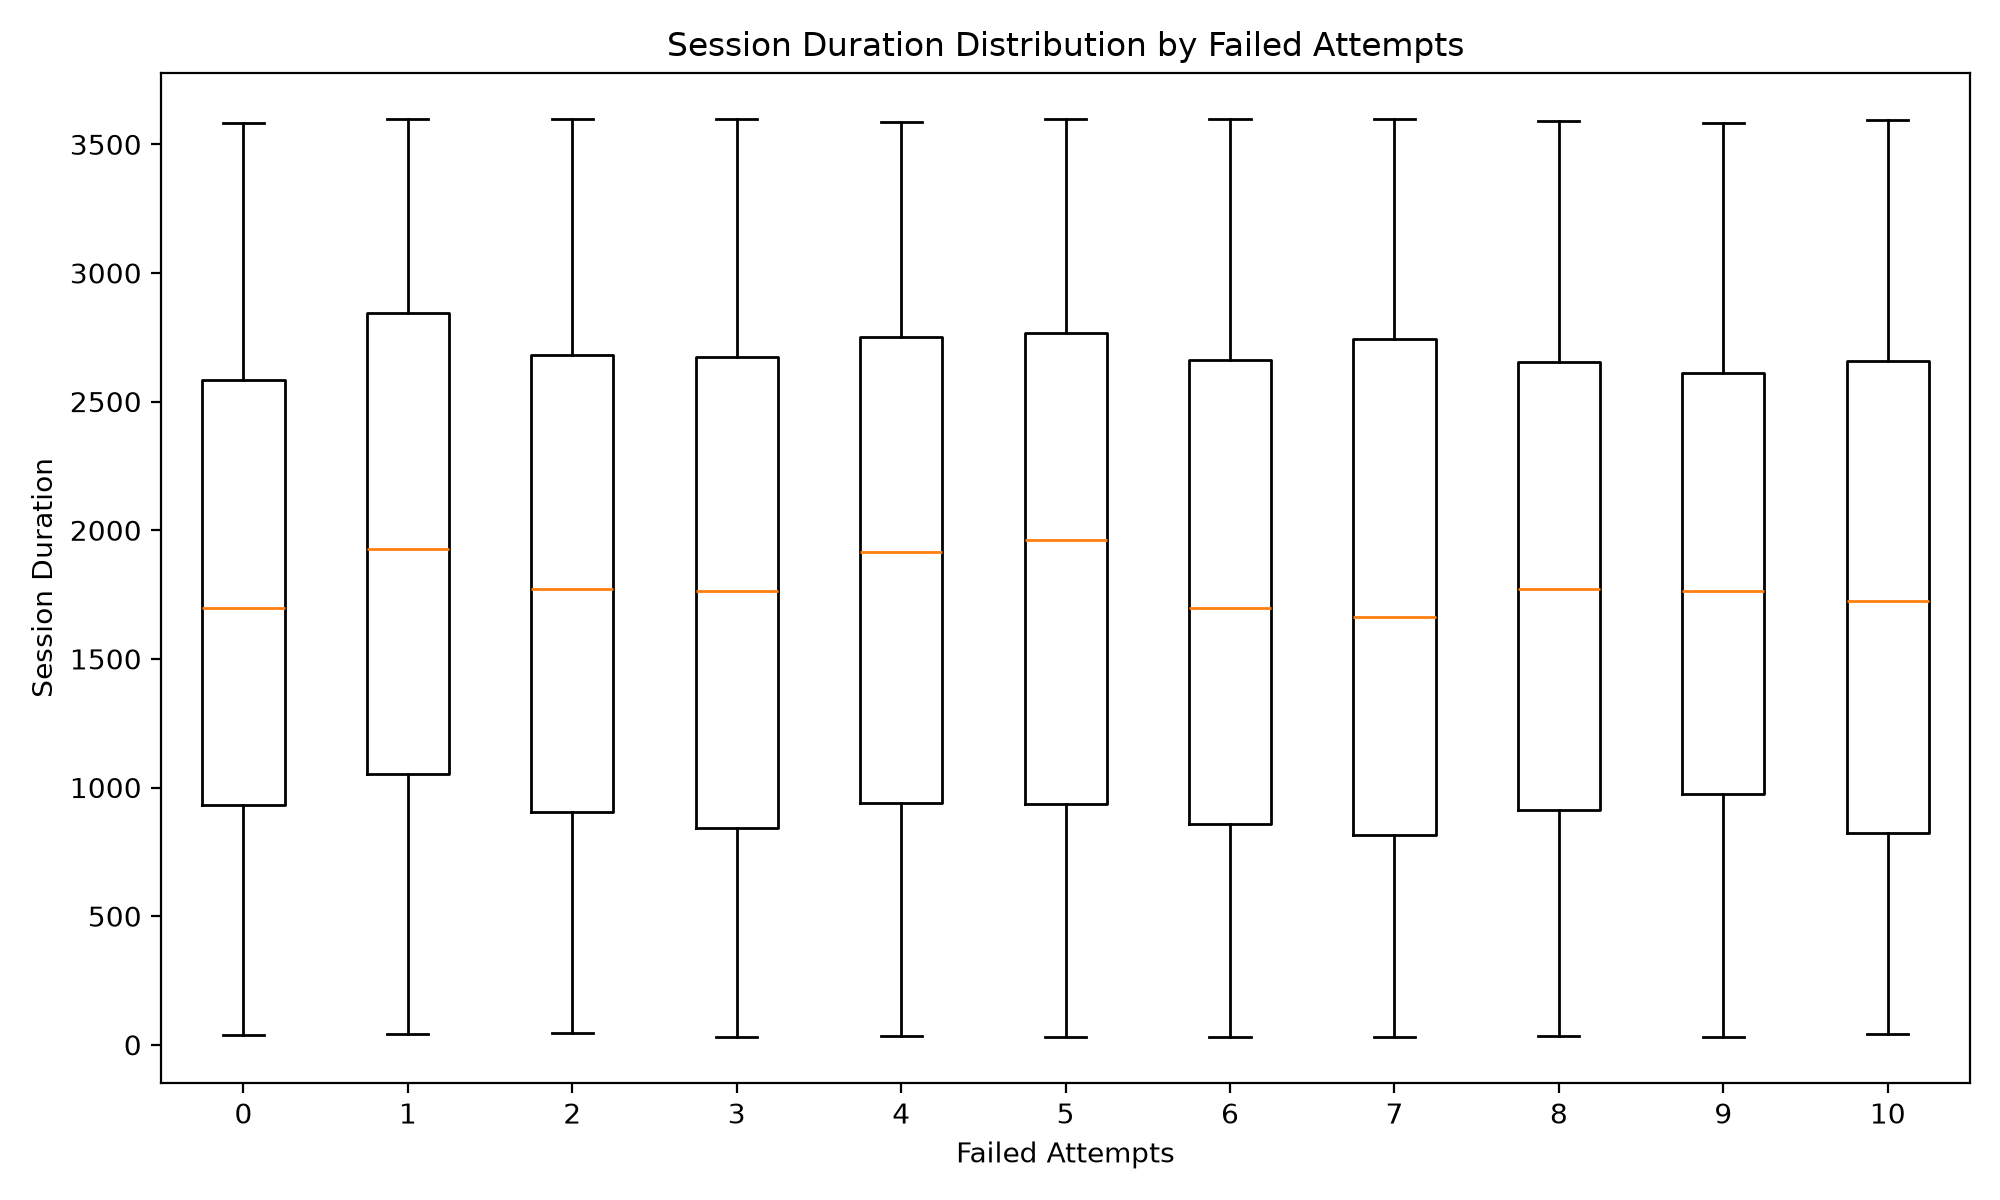 Session Duration Distribution by Failed Attempts
Session Duration
3500
3000
2500
2000
1500
1000
500
0
0 1 2 3 4 5 6 7 8 9 10
Failed Attempts